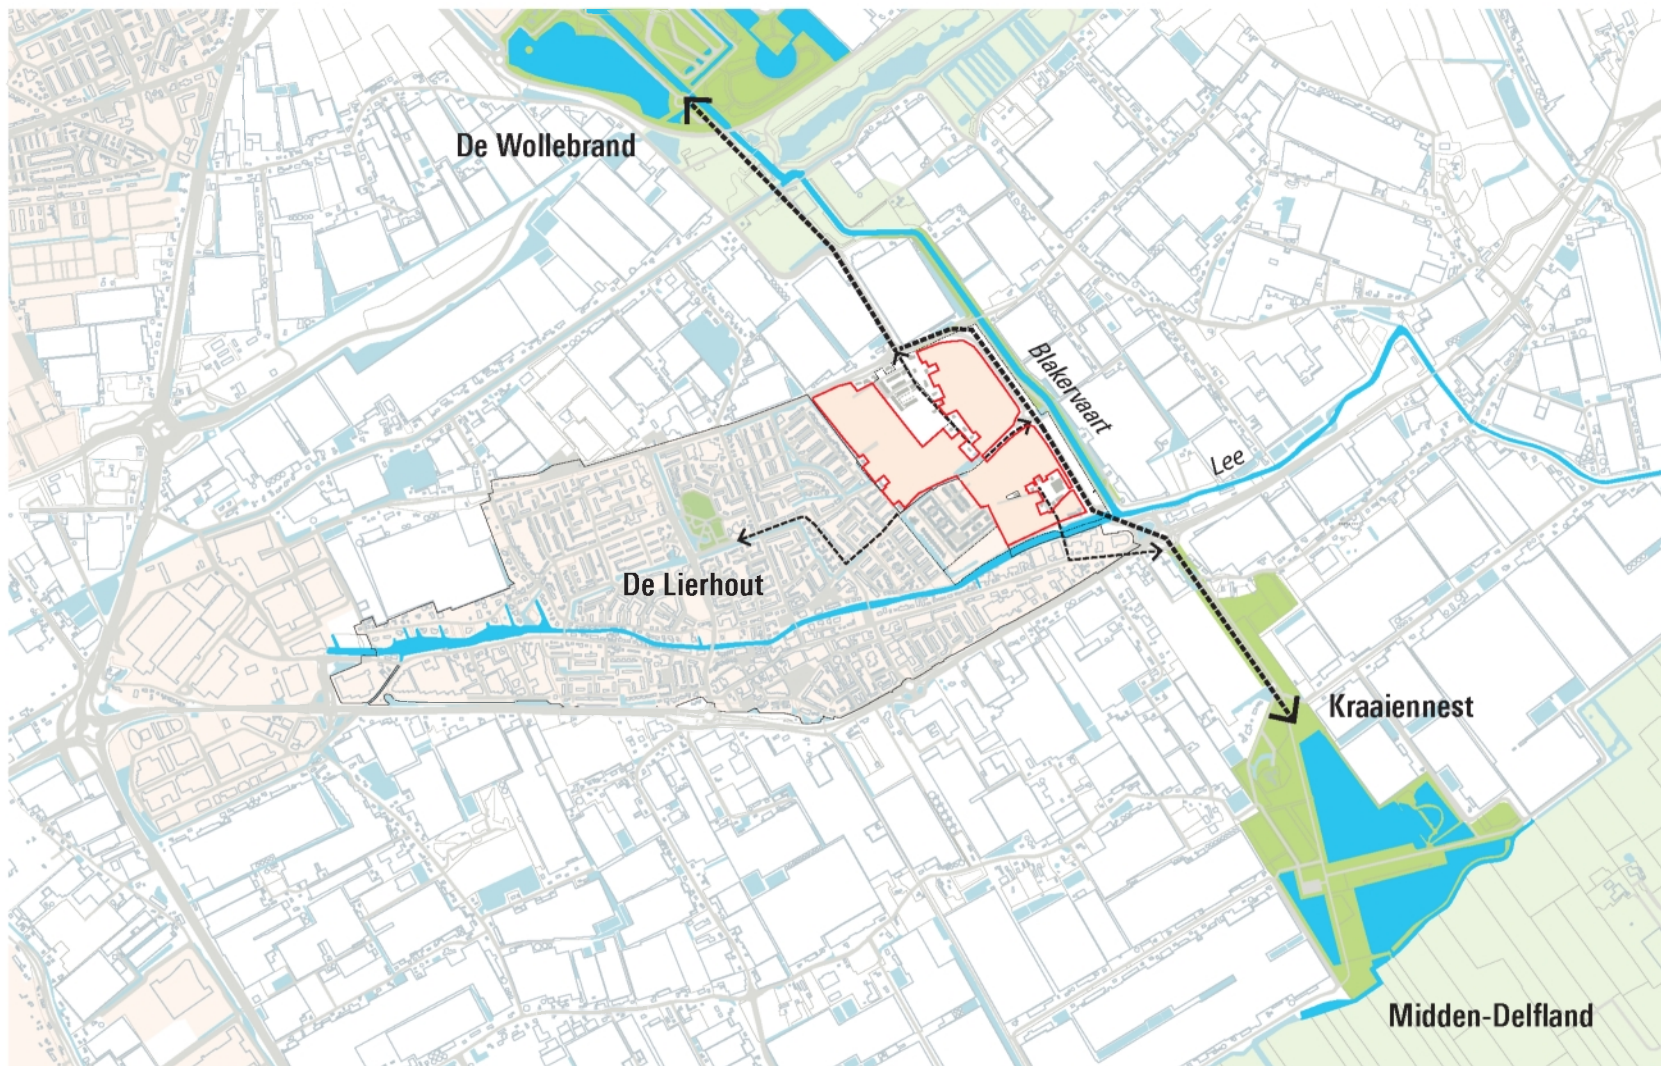 De Wollebrand
Blakervaart
Lee
De Lierhout
Kraaiennest
Midden-Delfland